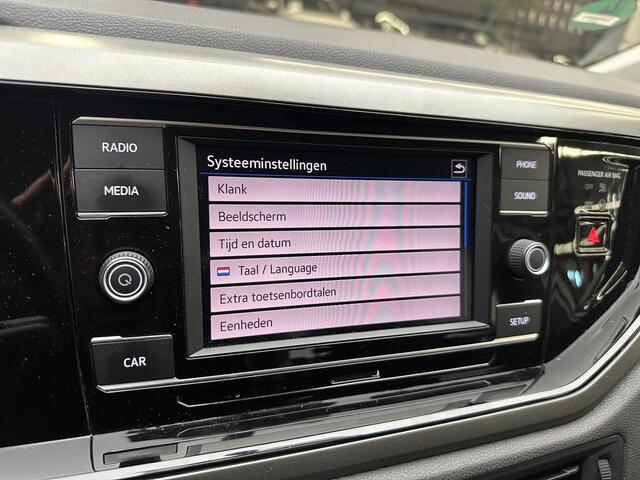 RADIO
MEDIA
CAR
Systeeminstellingen
Klank
Beeldscherm
Tijd en datum
Taal / Language
Extra toetsenbordtalen
Eenheden
PHONE
SOUND
SETUP
PASSENGER AIR BAG
OFF